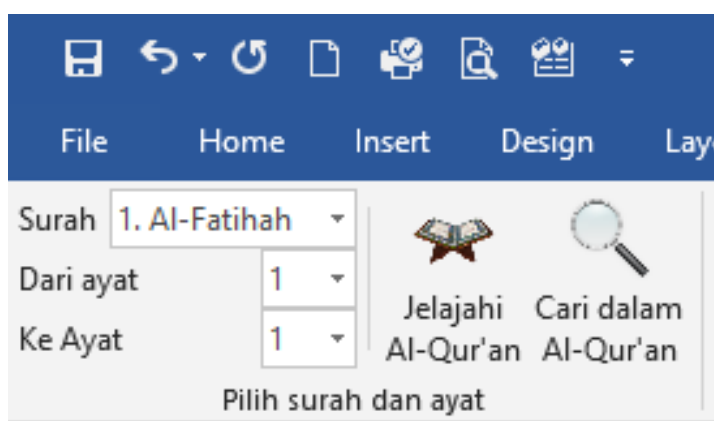 File Home Insert Design Lay
Surah 1. Al-Fatihah
Dari ayat 1
Ke Ayat 1
Jelajahi Al-Qur'an
Cari dalam Al-Qur'an
Pilih surah dan ayat